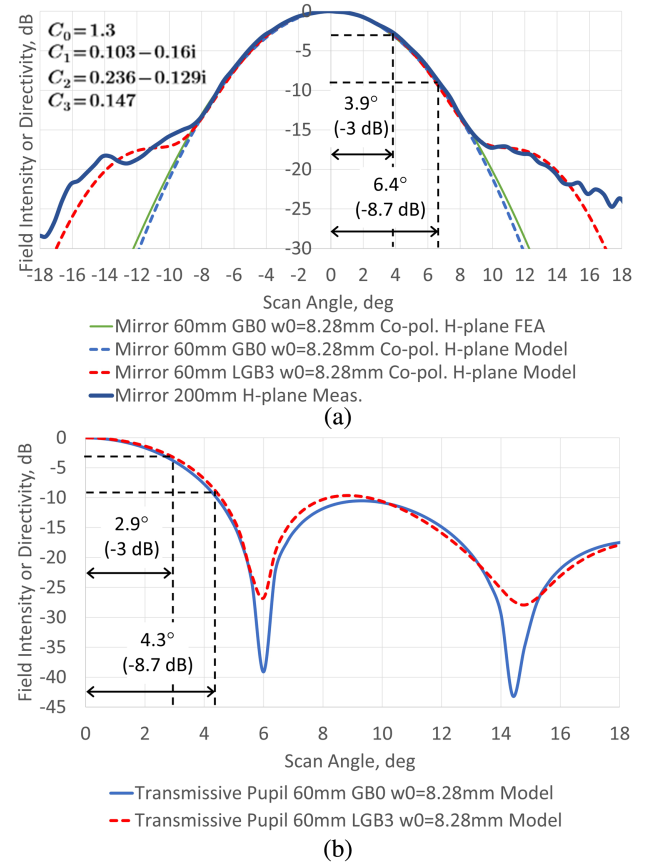 0
-5
-10
-15
-20
-25
-30
Field Intensity or Directivity, dB
C₀=1.3
C₁=0.103−0.16i
C₂=0.236−0.129i
C₃=0.147
3.9°
(-3 dB)
6.4°
(-8.7 dB)
-18 -16 -14 -12 -10 -8 -6 -4 -2 0 2 4 6 8 10 12 14 16 18
Scan Angle, deg
Mirror 60mm GB0 w0=8.28mm Co-pol. H-plane FEA
Mirror 60mm GB0 w0=8.28mm Co-pol. H-plane Model
Mirror 60mm LGB3 w0=8.28mm Co-pol. H-plane Model
Mirror 200mm H-plane Meas.
(a)
0
-5
-10
-15
-20
-25
-30
-35
-40
-45
Field Intensity or Directivity, dB
2.9°
(-3 dB)
4.3°
(-8.7 dB)
0 2 4 6 8 10 12 14 16 18
Scan Angle, deg
Transmissive Pupil 60mm GB0 w0=8.28mm Model
Transmissive Pupil 60mm LGB3 w0=8.28mm Model
(b)